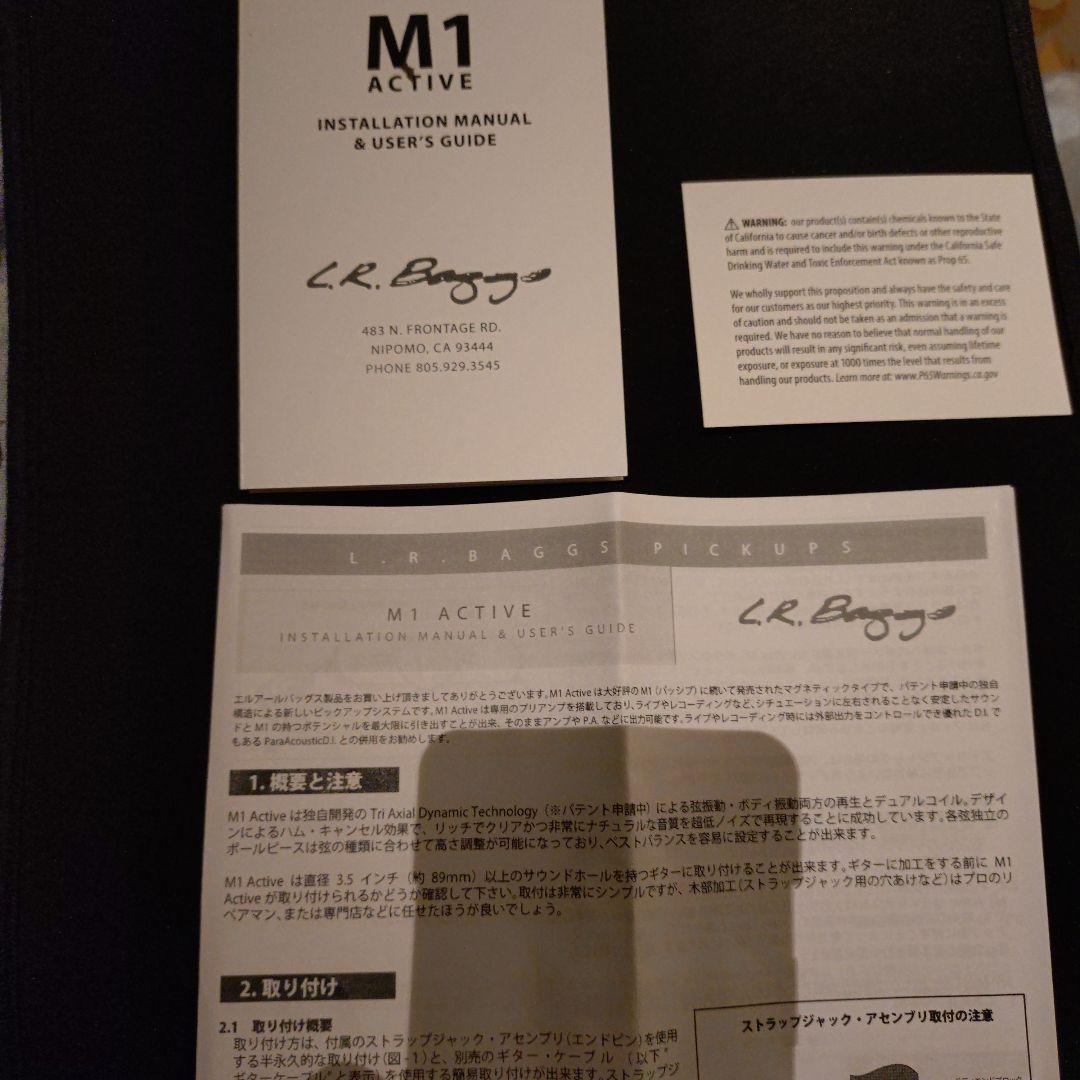 M1
ACTIVE
INSTALLATION MANUAL
& USER'S GUIDE
L.R. Baggs
483 N. FRONTAGE RD.
NIPOMO, CA 93444
PHONE 805.929.3545
WARNING: our product(s) contain(s) chemicals known to the State
of California to cause cancer and/or birth defects or other reproductive
harm and is required to include this warning under the California Safe
Drinking Water and Toxic Enforcement Act known as Prop 65.
We wholly support this proposition and always have the safety and care
for our customers as our highest priority. This warning is in an excess
of caution and should not be taken as an admission that a warning is
required. We have no reason to believe that normal handling of our
products will result in any significant risk, even assuming lifetime
exposure, or exposure at 1000 times the level that results from
handling our products. Learn more at: www.P65Warnings.ca.gov
L.R.BAGGS PICKUPS
M1 ACTIVE
INSTALLATION MANUAL & USER'S GUIDE
L.R. Baggs
エルアールバッグス製品をお買い上げ頂きましてありがとうございます。M1 Active は大好評の M1 (パッシブ) に続いて発売されたマグネティックタイプで、パテント申請中の独自
構造による新しいピックアップシステムです。M1 Active は専用のプリアンプを搭載しており、ライブやレコーディングなど、シチュエーションに左右されることなく安定したサウン
ドと M1 の持つポテンシャルを最大限に引き出すことが出来、そのままアンプや P.A. などに出力可能です。ライブやレコーディング時には外部出力をコントロールでき優れた D.I. で
もある ParaAcousticD.I. との併用をお勧めします。
1. 概要と注意
M1 Active は独自開発の Tri Axial Dynamic Technology (※パテント申請中) による弦振動・ボディ振動両方の再生とデュアルコイル。デザイ
ンによるハム・キャンセル効果で、リッチでクリアかつ非常にナチュラルな音質を超低ノイズで再現することに成功しています。各弦独立の
ポールピースは弦の種類に合わせて高さ調整が可能になっており、ベストバランスを容易に設定することが出来ます。
M1 Active は直径 3.5 インチ (約 89mm) 以上のサウンドホールを持つギターに取り付けることが出来ます。ギターに加工をする前に M1
Active が取り付けられるかどうか確認して下さい。取付は非常にシンプルですが、木部加工 (ストラップジャック用の穴あけなど) はプロのリ
ペアマン、または専門店などに任せたほうが良いでしょう。
2. 取り付け
2.1 取り付け概要
取り付け方は、付属のストラップジャック・アセンブリ (エンドピン) を使用
する半永久的な取り付け (図 - 1) と、別売のギター・ケーブル (以下 "
ギターケーブル" と表示) を使用する簡易取り付けが出来ます。ストラップジ
ストラップジャック・アセンブリ取付の注意